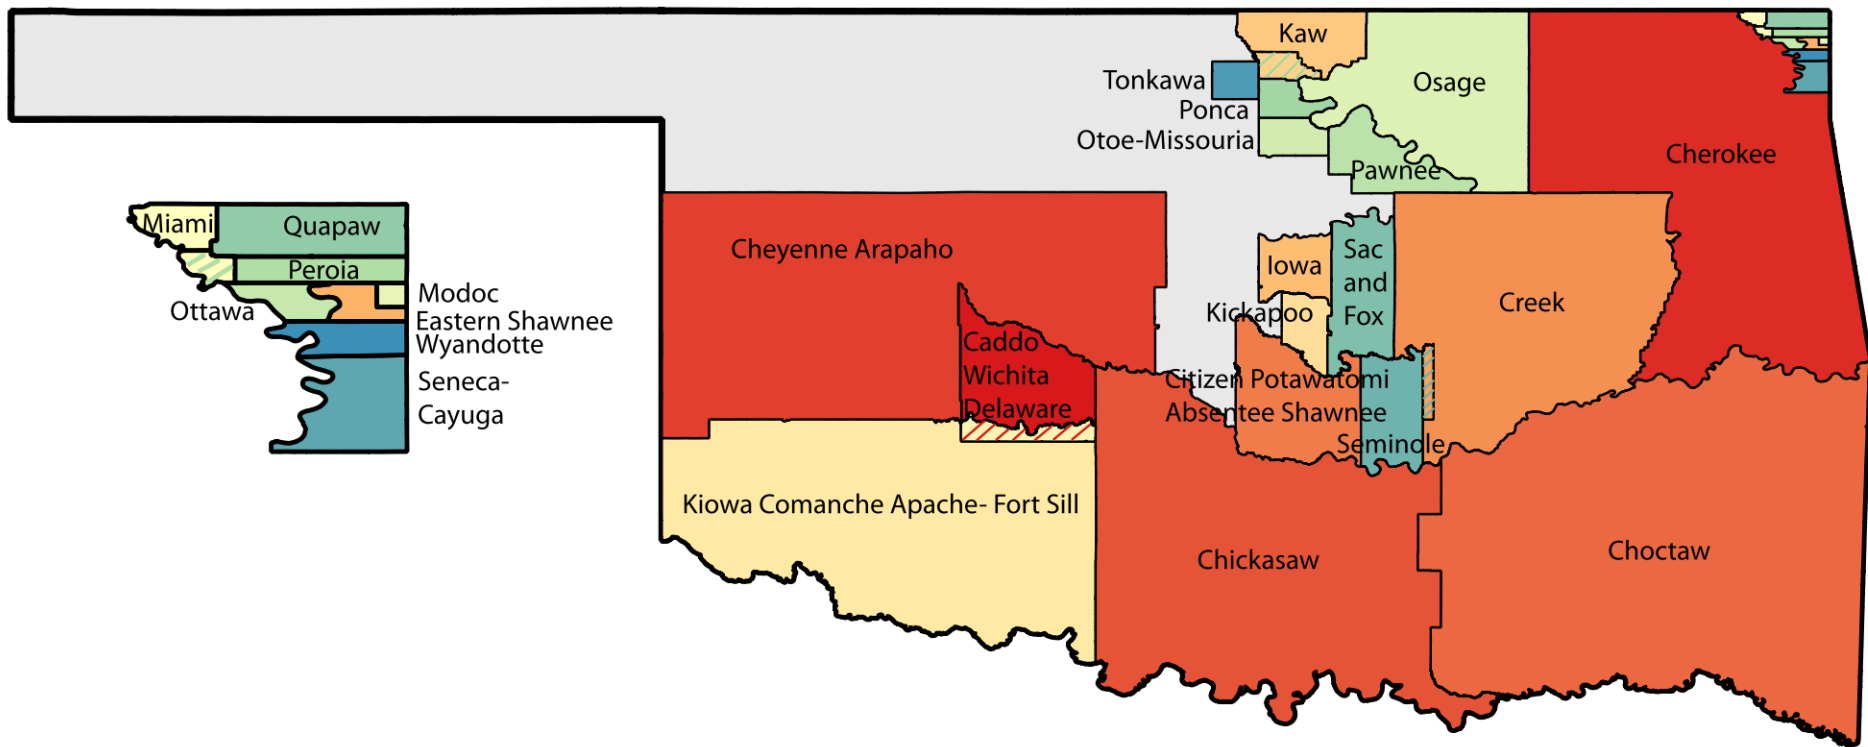 Kaw
Tonkawa
Osage
Ponca
Otoe-Missouria
Cherokee
Pawnee
Miami
Quapaw
Peroia
Ottawa
Modoc
Eastern Shawnee
Wyandotte
Seneca-
Cayuga
Cheyenne Arapaho
Iowa
Sac
and
Fox
Kickapoo
Creek
Caddo
Wichita
Delaware
Citizen Potawatomi
Absentee Shawnee
Seminole
Kiowa Comanche Apache- Fort Sill
Chickasaw
Choctaw